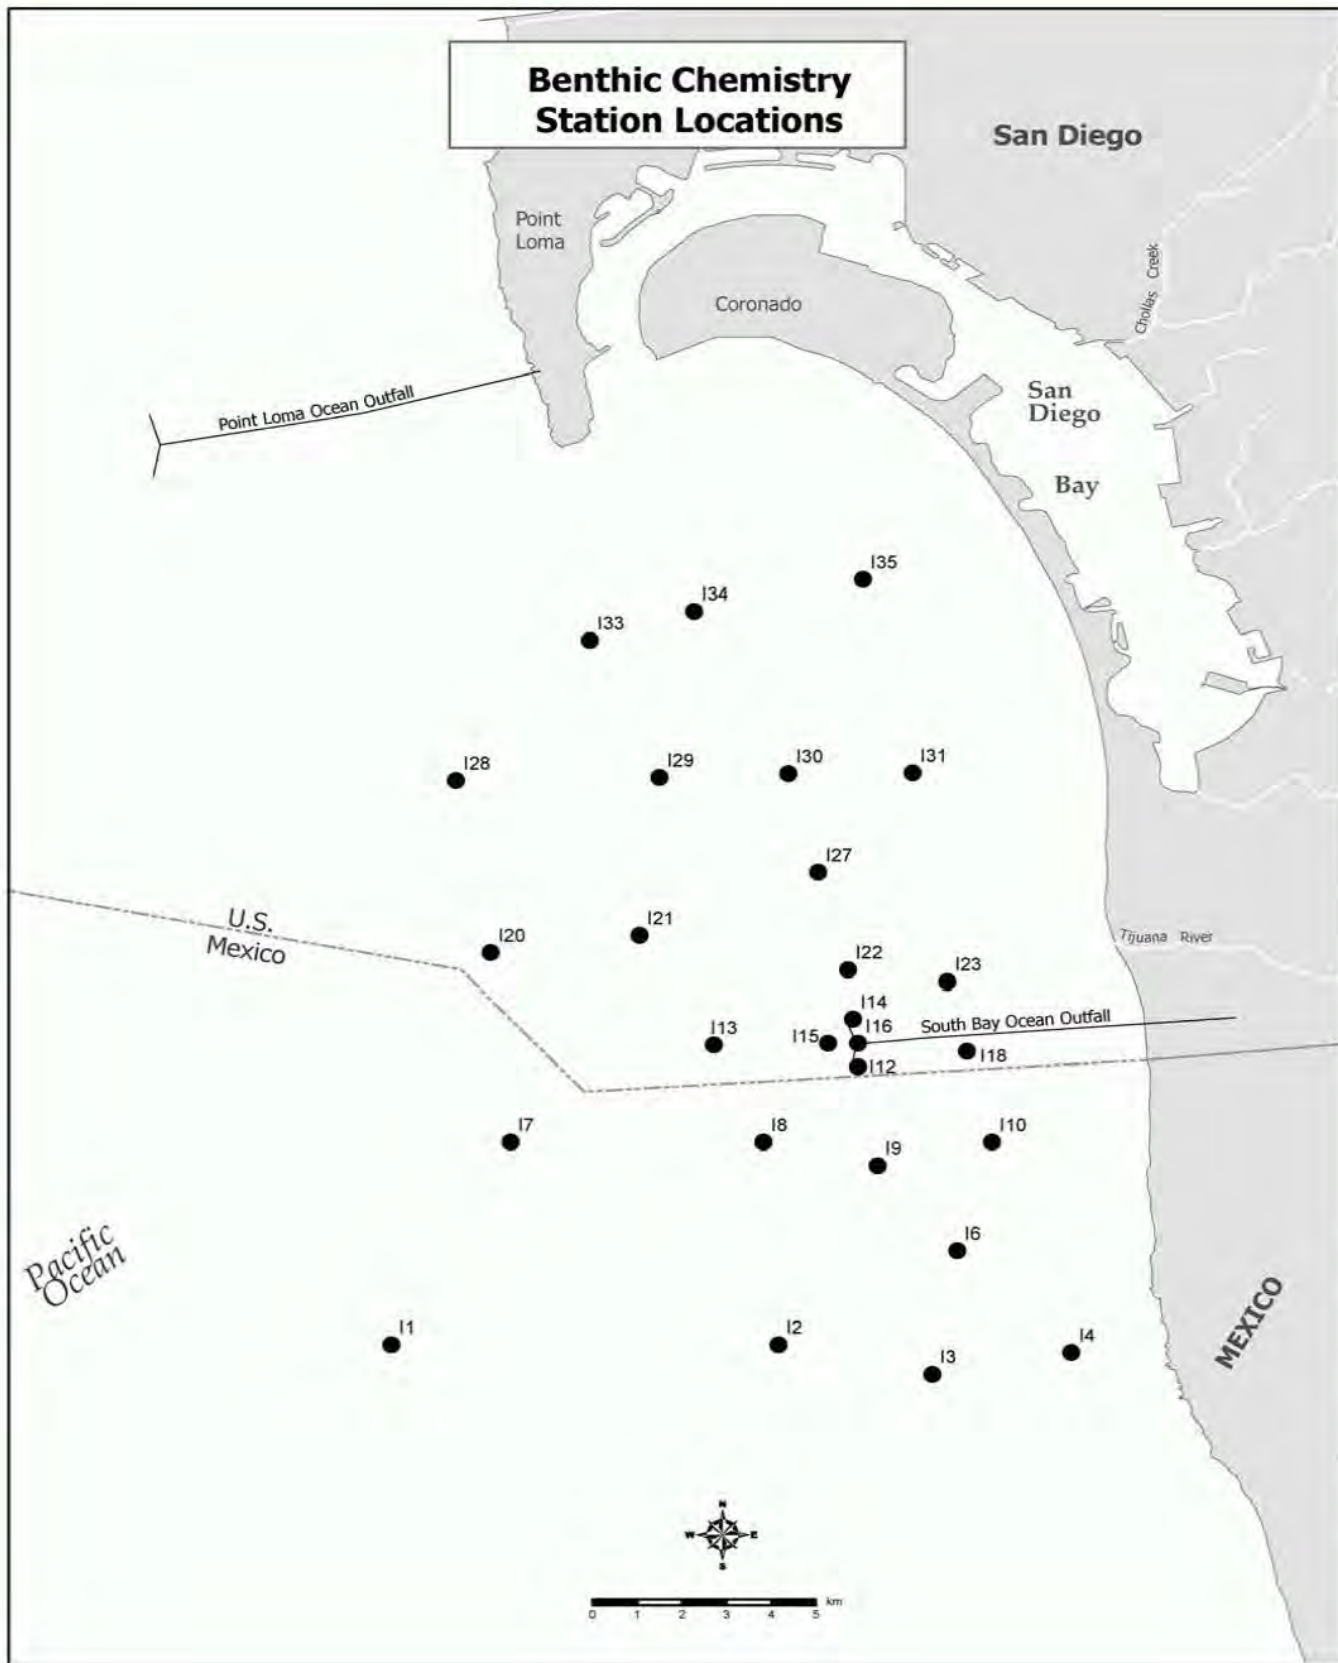 Benthic Chemistry
Station Locations
San Diego
Point
Loma
Chollas Creek
Coronado
San
Diego
Bay
Point Loma Ocean Outfall
I35
I34
I33
I28
I29
I30
I31
I27
U.S.
Mexico
I20
I21
I22
I23
Tijuana River
I14
I13
I15
I16
South Bay Ocean Outfall
I18
I12
I7
I8
I9
I10
I6
Pacific
Ocean
I1
I2
I3
I4
MEXICO
N
W E
S
0 1 2 3 4 5 km